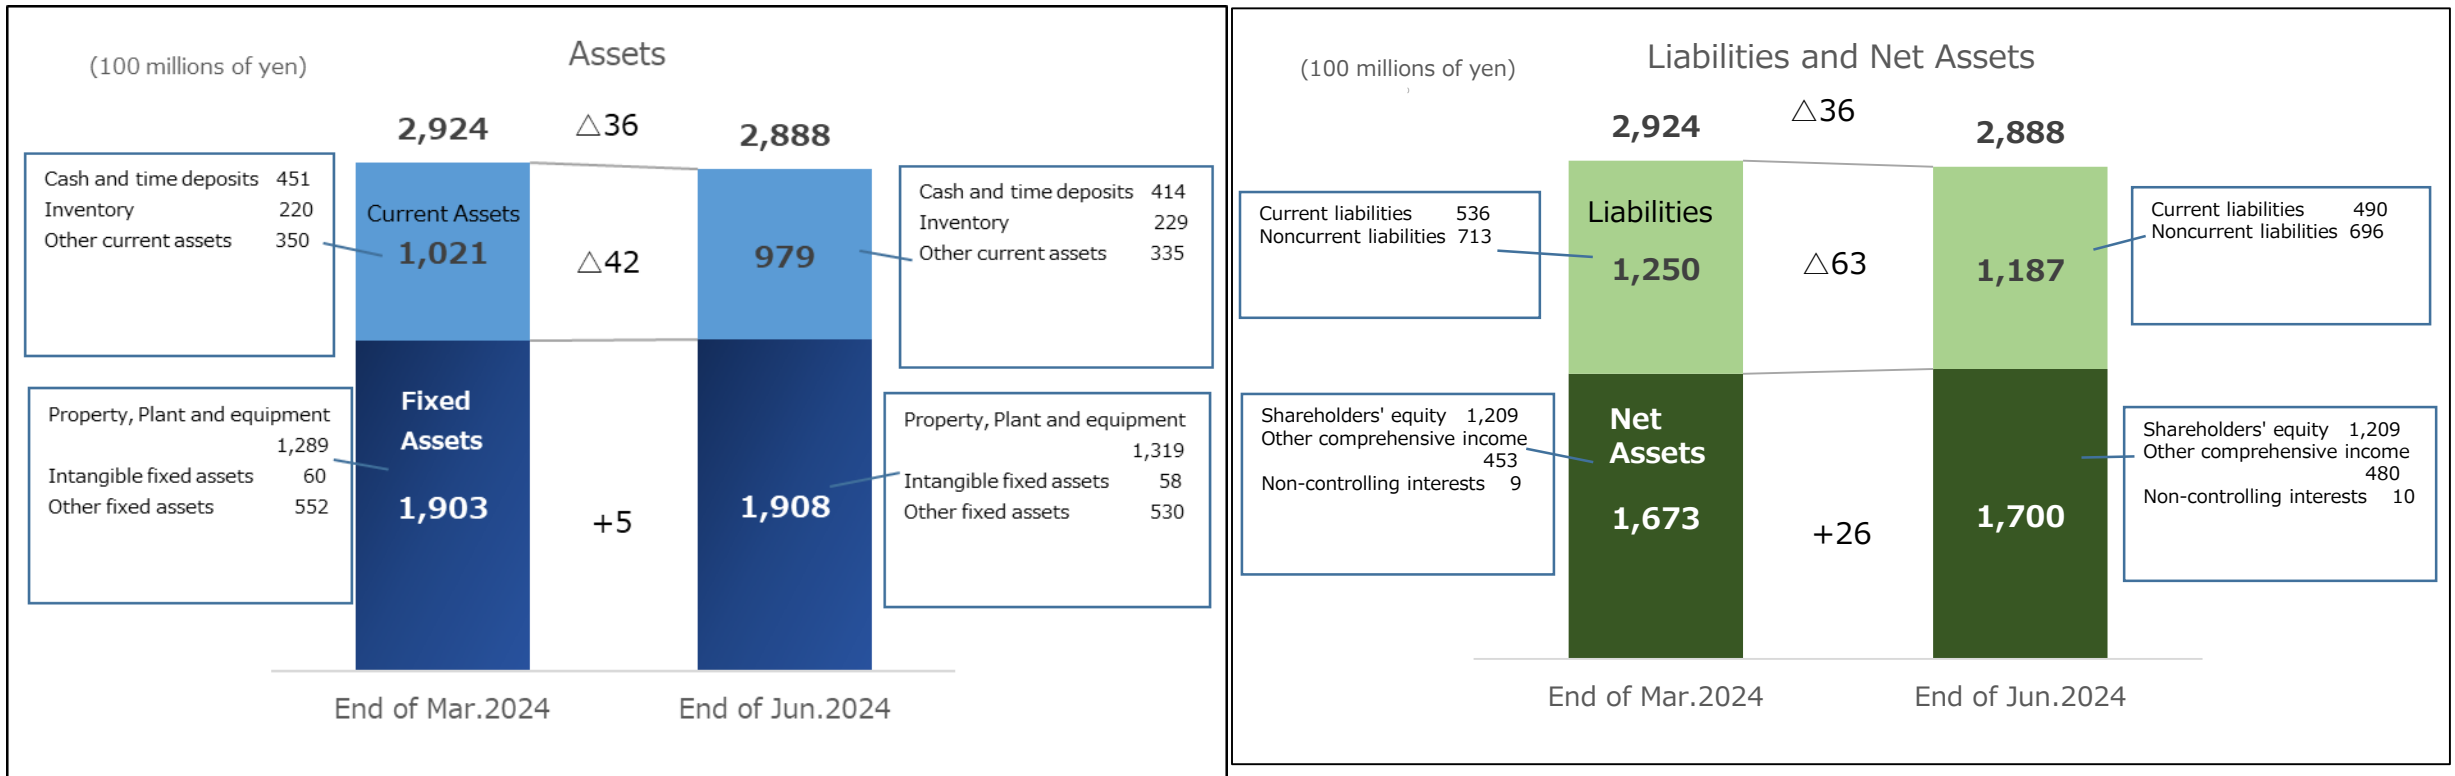 Assets
(100 millions of yen)
2,924
△36
2,888
Cash and time deposits 451
Inventory 220
Other current assets 350
Current Assets
1,021
△42
979
Cash and time deposits 414
Inventory 229
Other current assets 335
Property, Plant and equipment
1,289
Intangible fixed assets 60
Other fixed assets 552
Fixed
Assets
1,903
+5
1,908
Property, Plant and equipment
1,319
Intangible fixed assets 58
Other fixed assets 530
End of Mar.2024
End of Jun.2024
Liabilities and Net Assets
(100 millions of yen)
2,924
△36
2,888
Current liabilities 536
Noncurrent liabilities 713
Liabilities
1,250
△63
1,187
Current liabilities 490
Noncurrent liabilities 696
Shareholders' equity 1,209
Other comprehensive income
453
Non-controlling interests 9
Net
Assets
1,673
+26
1,700
Shareholders' equity 1,209
Other comprehensive income
480
Non-controlling interests 10
End of Mar.2024
End of Jun.2024